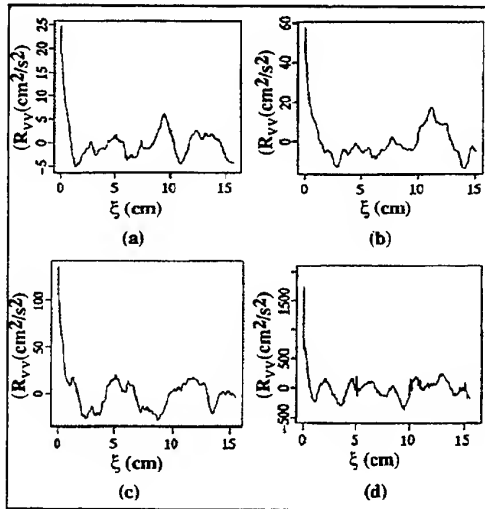 (R_VV(cm2/s2)
-5 0 5 10 15 20 25
0 5 10 15
ξ (cm)
(a)
(R_VV(cm2/s2)
0 20 40 60
0 5 10 15
ξ (cm)
(b)
(R_VV(cm2/s2)
0 50 100
0 5 10 15
ξ (cm)
(c)
(R_VV(cm2/s2)
-500 0 500 1500
0 5 10 15
ξ (cm)
(d)